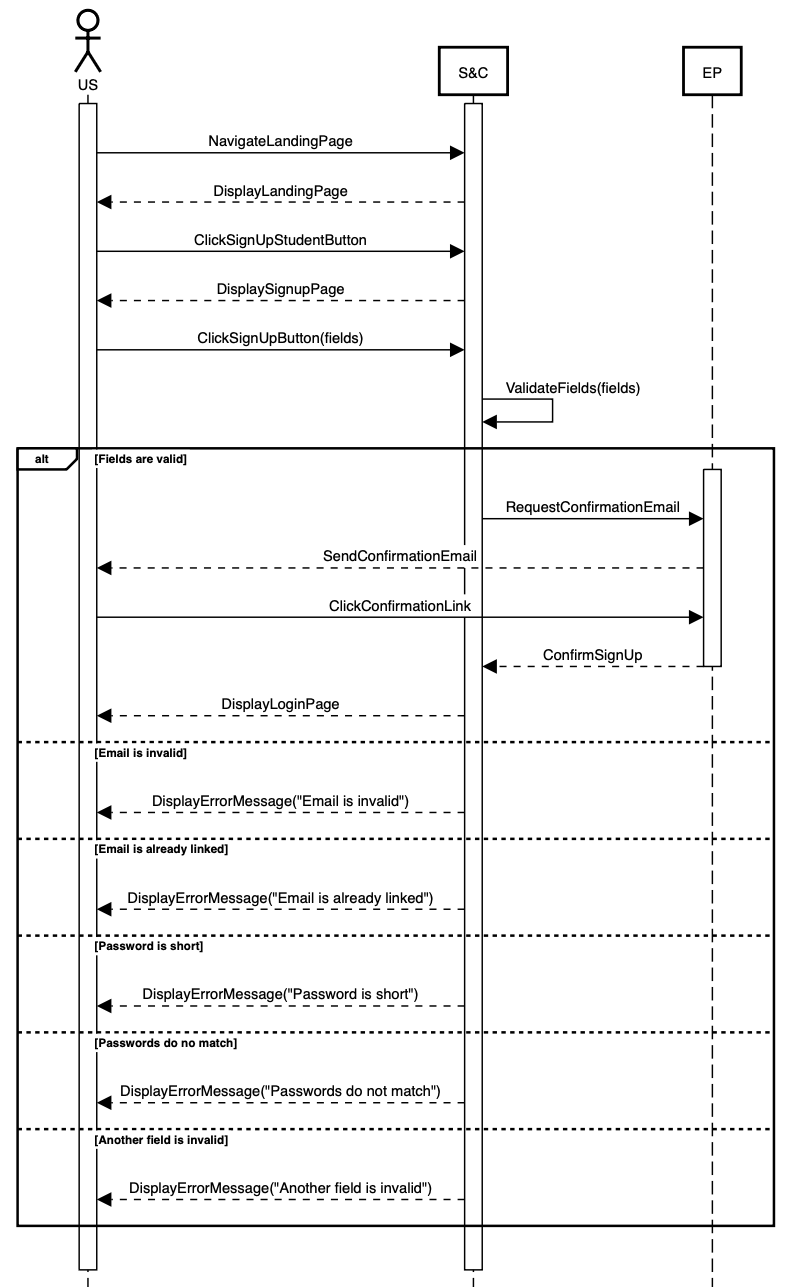 US
S&C
EP
NavigateLandingPage
DisplayLandingPage
ClickSignUpStudentButton
DisplaySignupPage
ClickSignUpButton(fields)
ValidateFields(fields)
alt
[Fields are valid]
RequestConfirmationEmail
SendConfirmationEmail
ClickConfirmationLink
ConfirmSignUp
DisplayLoginPage
[Email is invalid]
DisplayErrorMessage("Email is invalid")
[Email is already linked]
DisplayErrorMessage("Email is already linked")
[Password is short]
DisplayErrorMessage("Password is short")
[Passwords do no match]
DisplayErrorMessage("Passwords do not match")
[Another field is invalid]
DisplayErrorMessage("Another field is invalid")